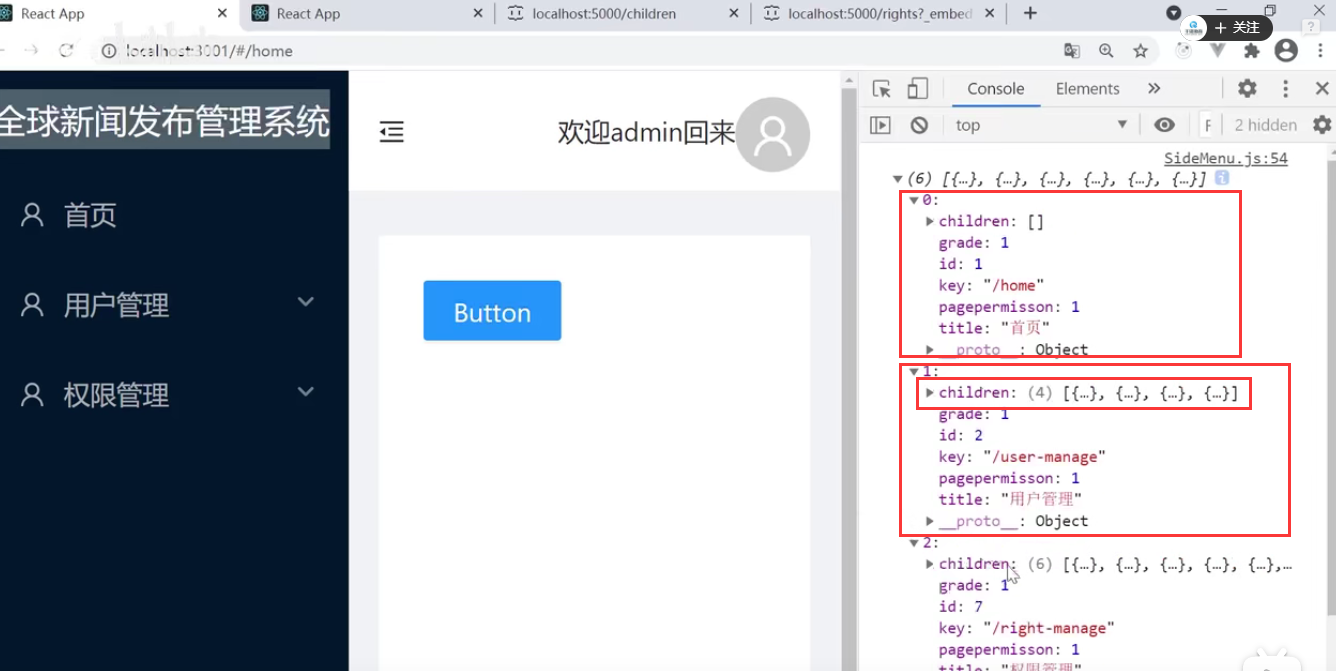 React App
React App
localhost:5000/children
localhost:5000/rights?_embed
+ 关注
localhost:3001/#/home
全球新闻发布管理系统
首页
用户管理
权限管理
欢迎admin回来
Button
Console
Elements
top
2 hidden
SideMenu.js:54
(6) [{…}, {…}, {…}, {…}, {…}, {…}]
0:
children: []
grade: 1
id: 1
key: "/home"
pagepermisson: 1
title: "首页"
__proto__: Object
1:
children: (4) [{…}, {…}, {…}, {…}]
grade: 1
id: 2
key: "/user-manage"
pagepermisson: 1
title: "用户管理"
__proto__: Object
2:
children: (6) [{…}, {…}, {…}, {…}, {…},…
grade: 1
id: 7
key: "/right-manage"
pagepermisson: 1
title: "权限管理"